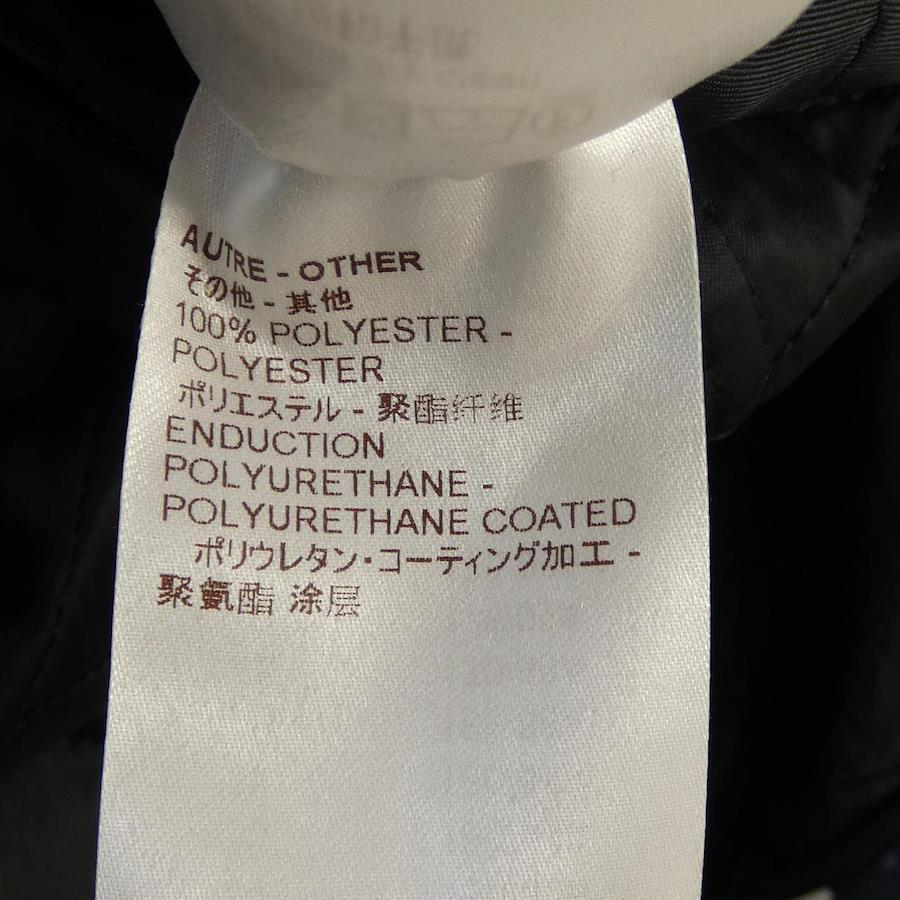 AUTRE - OTHER
その他 - 其他
100% POLYESTER -
POLYESTER
ポリエステル - 聚酯纤维
ENDUCTION
POLYURETHANE -
POLYURETHANE COATED
ポリウレタン・コーティング加工 -
聚氨酯 涂层